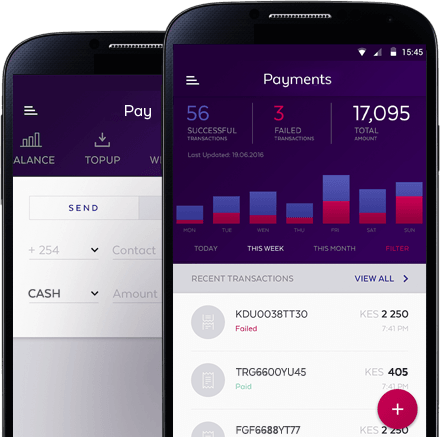 Pay
ALANCE
TOPUP
SEND
+ 254
Contact
CASH
Amount
15:45
Payments
56
SUCCESSFUL
TRANSACTIONS
3
FAILED
TRANSACTIONS
17,095
TOTAL
AMOUNT
Last Updated: 19.06.2016
MON TUE WED THU FRI SAT SUN
TODAY THIS WEEK THIS MONTH FILTER
RECENT TRANSACTIONS VIEW ALL
KDU0038TT30 KES 2 250
Failed 7:41 PM
TRG6600YU45 KES 405
Paid 7:41 PM
FGF6688YT77 KES 2 250